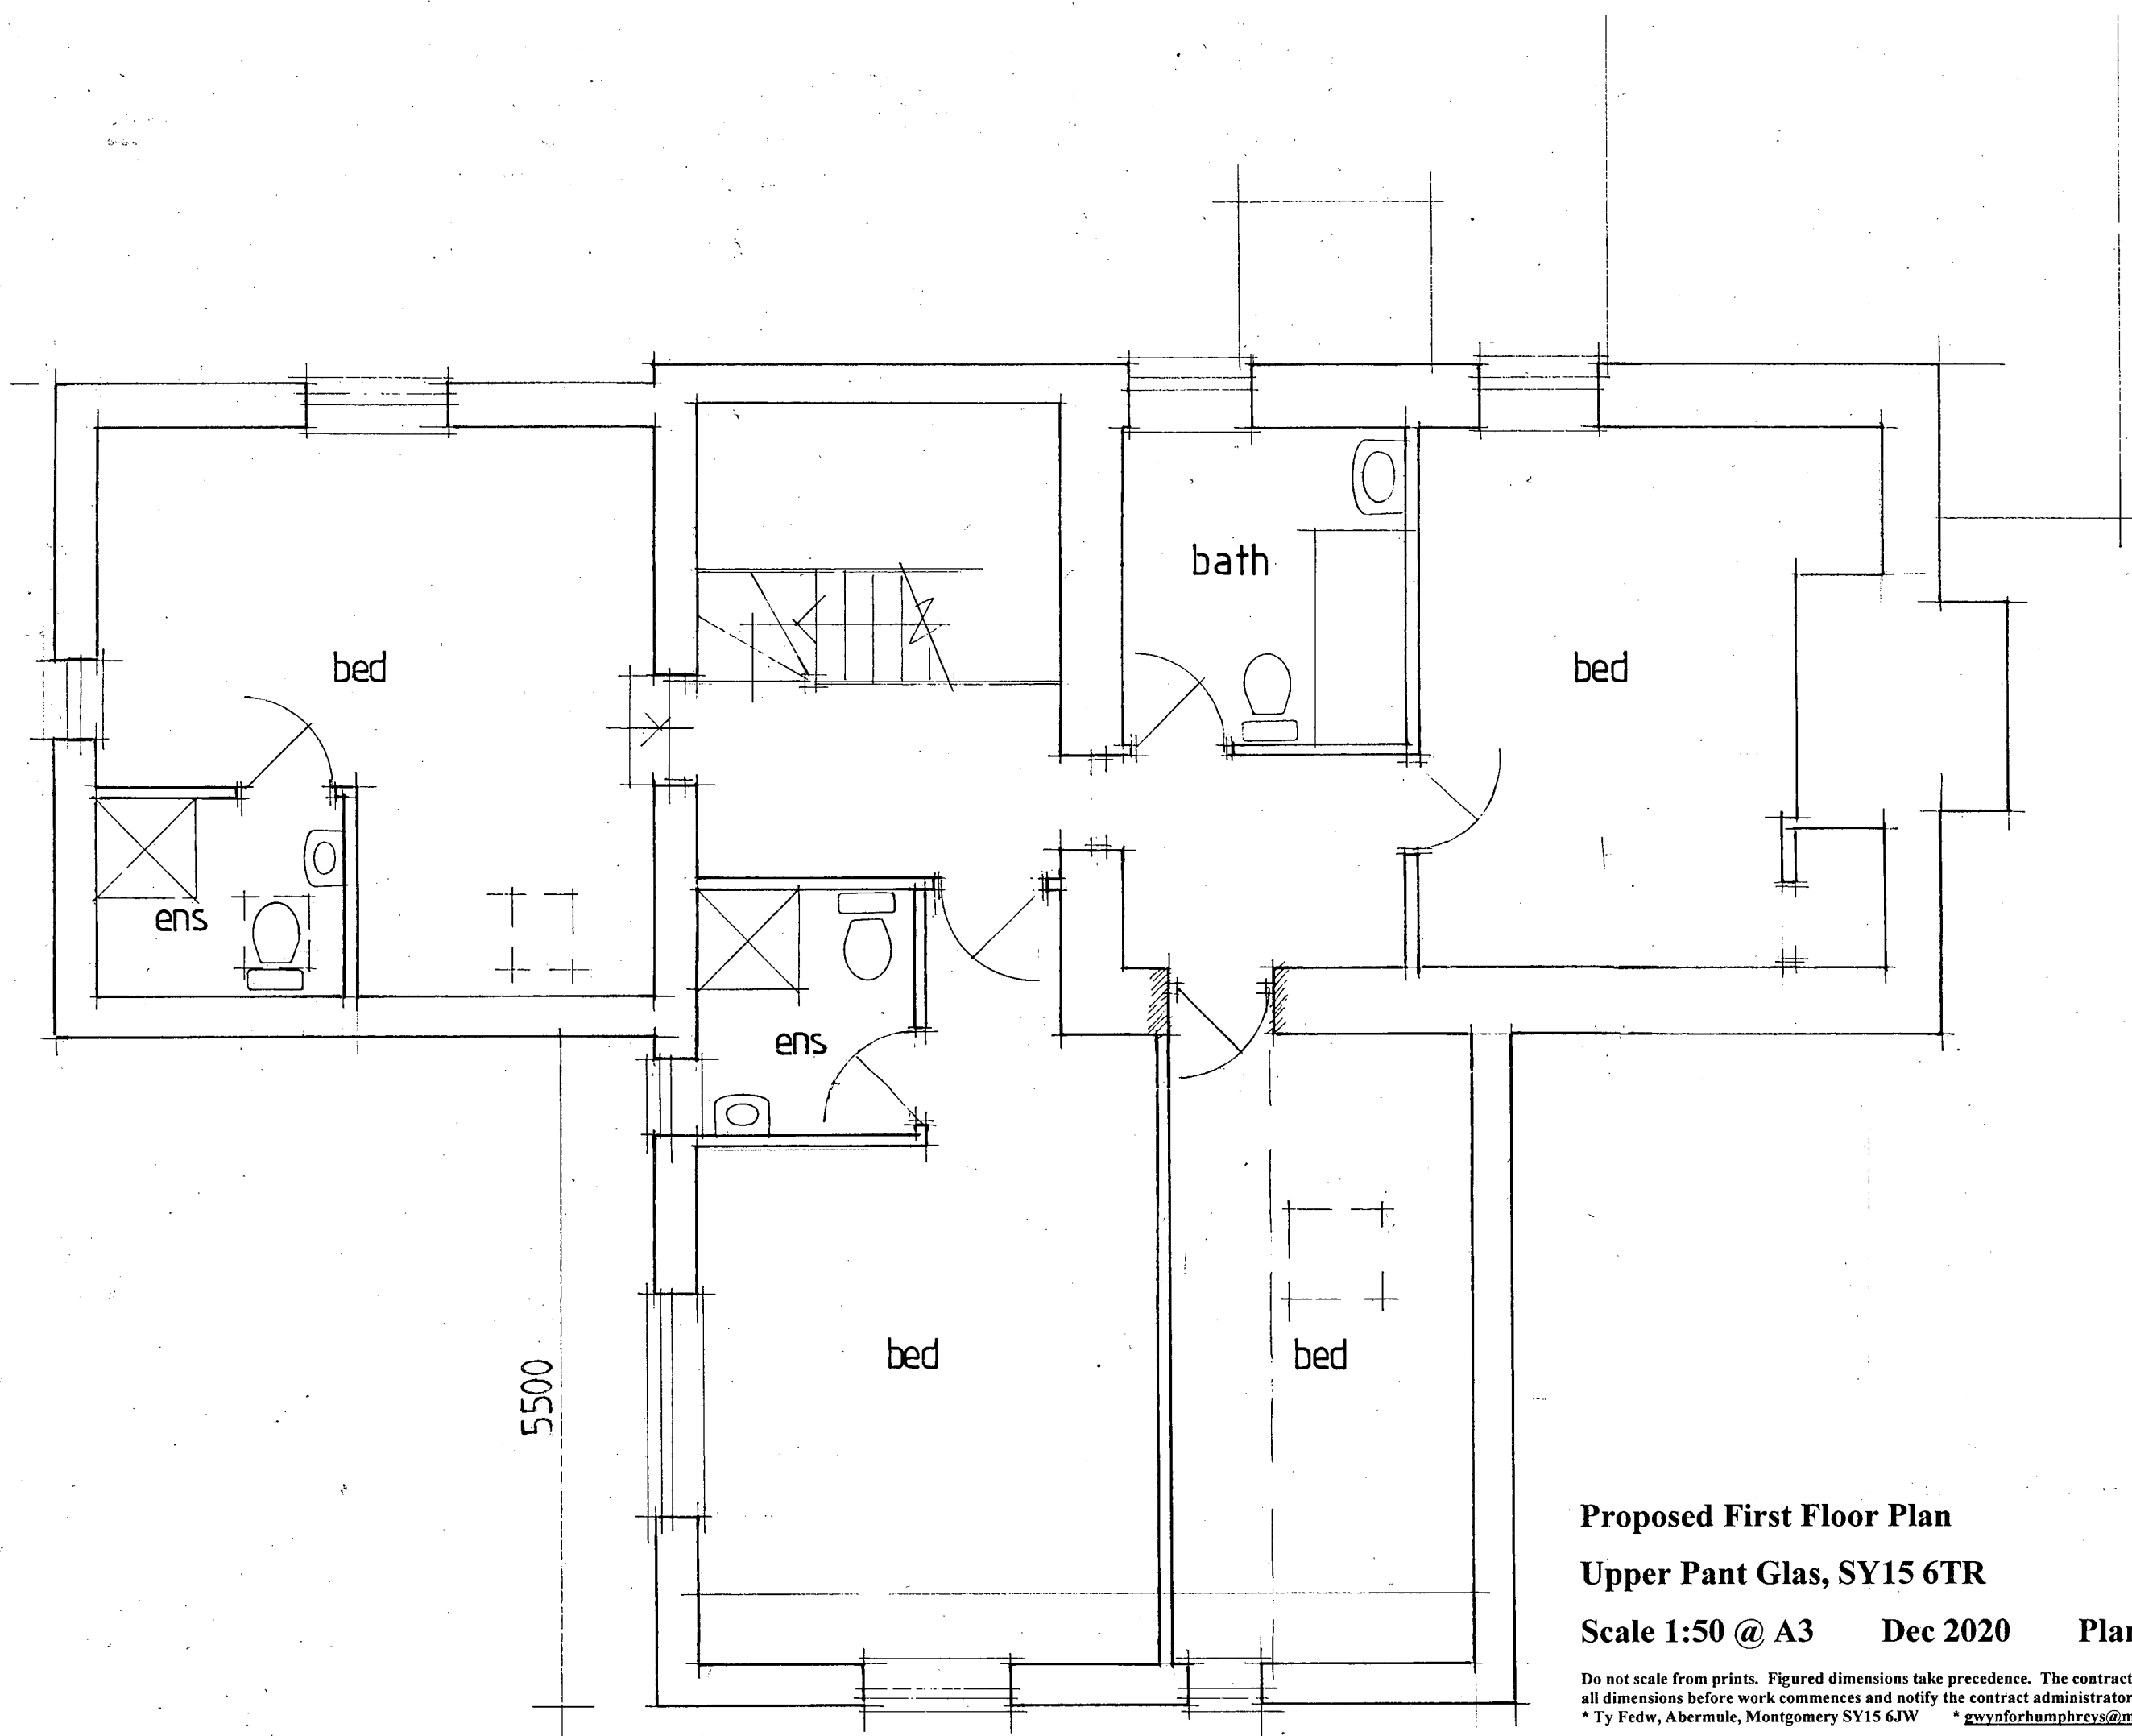 bath
bed
bed
ens
ens
bed
bed
5500
Proposed First Floor Plan
Upper Pant Glas, SY15 6TR
Scale 1:50 @ A3 Dec 2020
Do not scale from prints. Figured dimensions take precedence. The contract
all dimensions before work commences and notify the contract administrator
* Ty Fedw, Abermule, Montgomery SY15 6JW * gwynforhumphreys@m